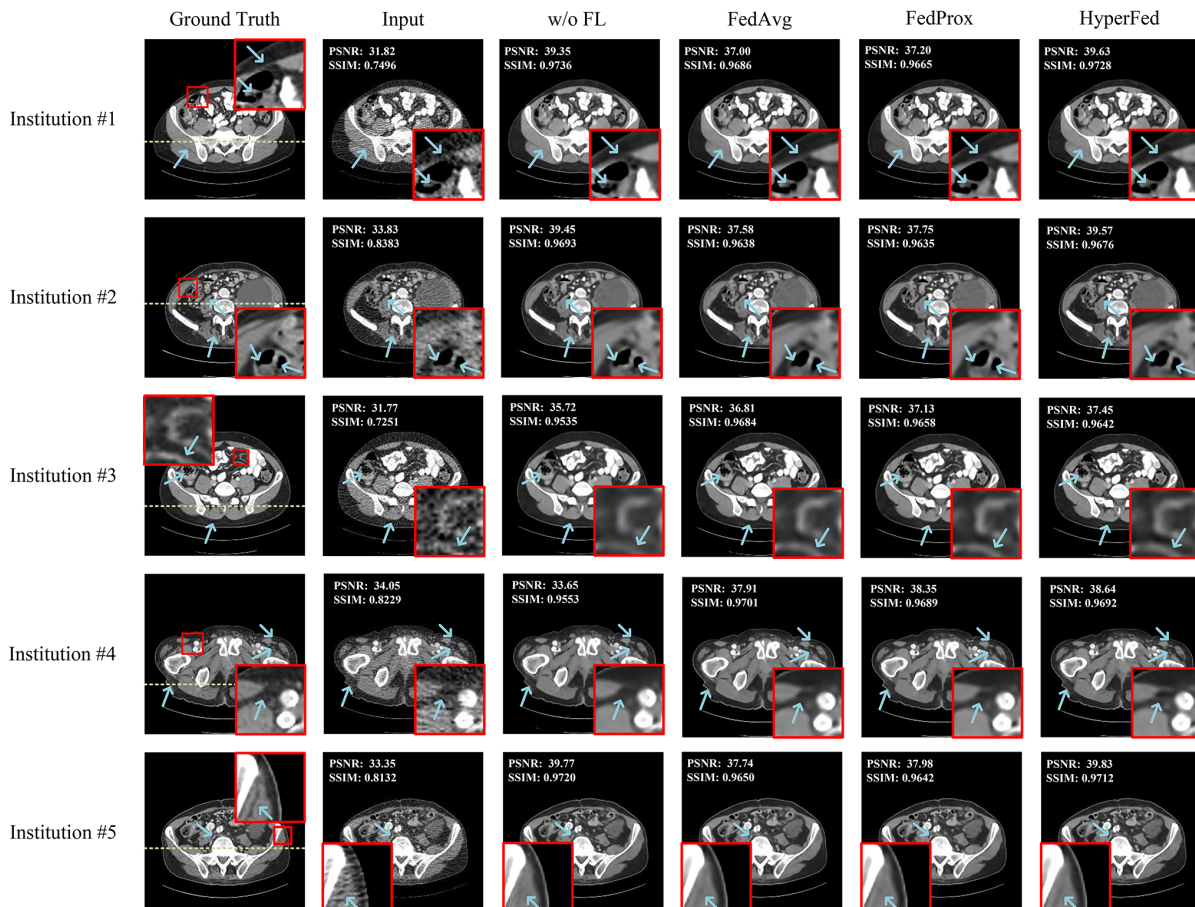 Ground Truth Input w/o FL FedAvg FedProx HyperFed
Institution #1
PSNR: 31.82
SSIM: 0.7496
PSNR: 39.35
SSIM: 0.9736
PSNR: 37.00
SSIM: 0.9686
PSNR: 37.20
SSIM: 0.9665
PSNR: 39.63
SSIM: 0.9728
Institution #2
PSNR: 33.83
SSIM: 0.8383
PSNR: 39.45
SSIM: 0.9693
PSNR: 37.58
SSIM: 0.9638
PSNR: 37.75
SSIM: 0.9635
PSNR: 39.57
SSIM: 0.9676
Institution #3
PSNR: 31.77
SSIM: 0.7251
PSNR: 35.72
SSIM: 0.9535
PSNR: 36.81
SSIM: 0.9684
PSNR: 37.13
SSIM: 0.9658
PSNR: 37.45
SSIM: 0.9642
Institution #4
PSNR: 34.05
SSIM: 0.8229
PSNR: 33.65
SSIM: 0.9553
PSNR: 37.91
SSIM: 0.9701
PSNR: 38.35
SSIM: 0.9689
PSNR: 38.64
SSIM: 0.9692
Institution #5
PSNR: 33.35
SSIM: 0.8132
PSNR: 39.77
SSIM: 0.9720
PSNR: 37.74
SSIM: 0.9650
PSNR: 37.98
SSIM: 0.9642
PSNR: 39.83
SSIM: 0.9712